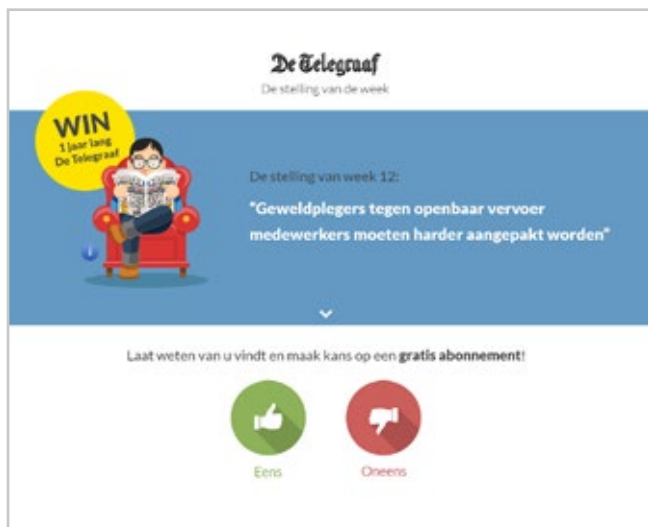 De Telegraaf
De stelling van de week
WIN
1 jaar lang
De Telegraaf
De stelling van week 12:
"Geweldplegers tegen openbaar vervoer
medewerkers moeten harder aangepakt worden"
Laat weten van u vindt en maak kans op een gratis abonnement!
Eens
Oneens